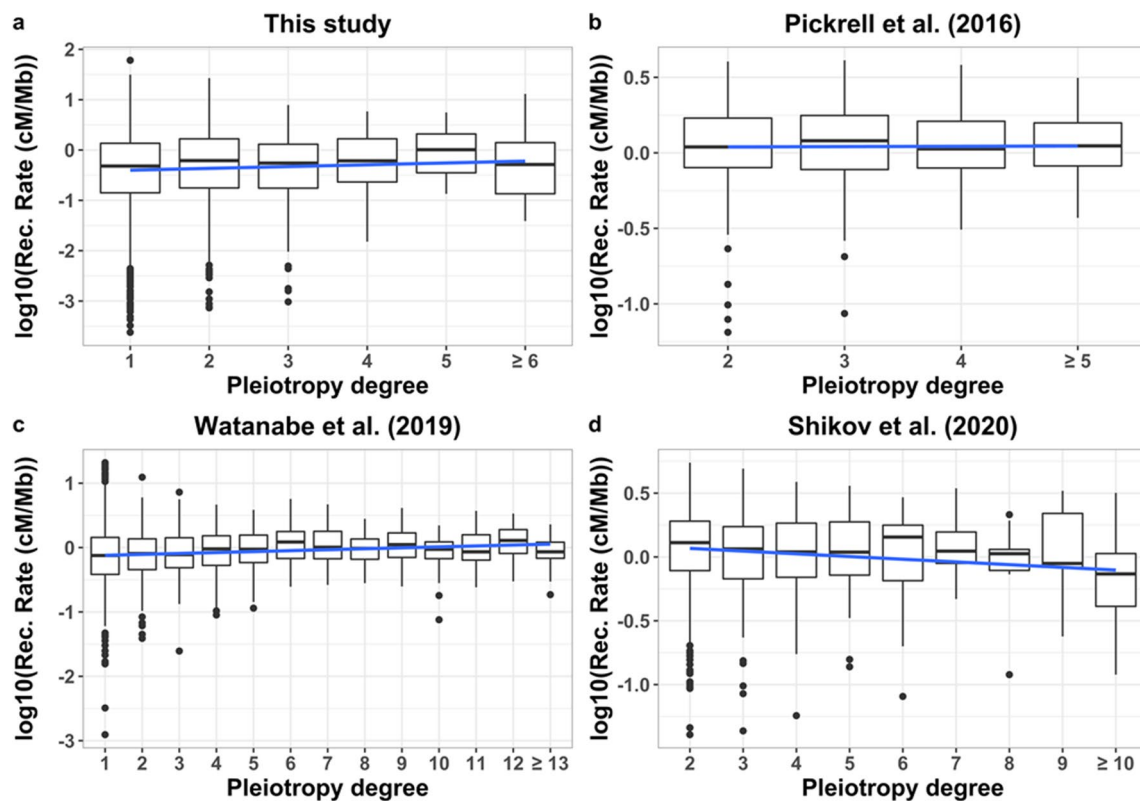 a
This study
log10(Rec. Rate (cM/Mb))
2
1
0
-1
-2
-3
1 2 3 4 5 ≥ 6
Pleiotropy degree
b
Pickrell et al. (2016)
log10(Rec. Rate (cM/Mb))
0.5
0.0
-0.5
-1.0
2 3 4 ≥ 5
Pleiotropy degree
c
Watanabe et al. (2019)
log10(Rec. Rate (cM/Mb))
1
0
-1
-2
-3
1 2 3 4 5 6 7 8 9 10 11 12 ≥ 13
Pleiotropy degree
d
Shikov et al. (2020)
log10(Rec. Rate (cM/Mb))
0.5
0.0
-0.5
-1.0
2 3 4 5 6 7 8 9 ≥ 10
Pleiotropy degree